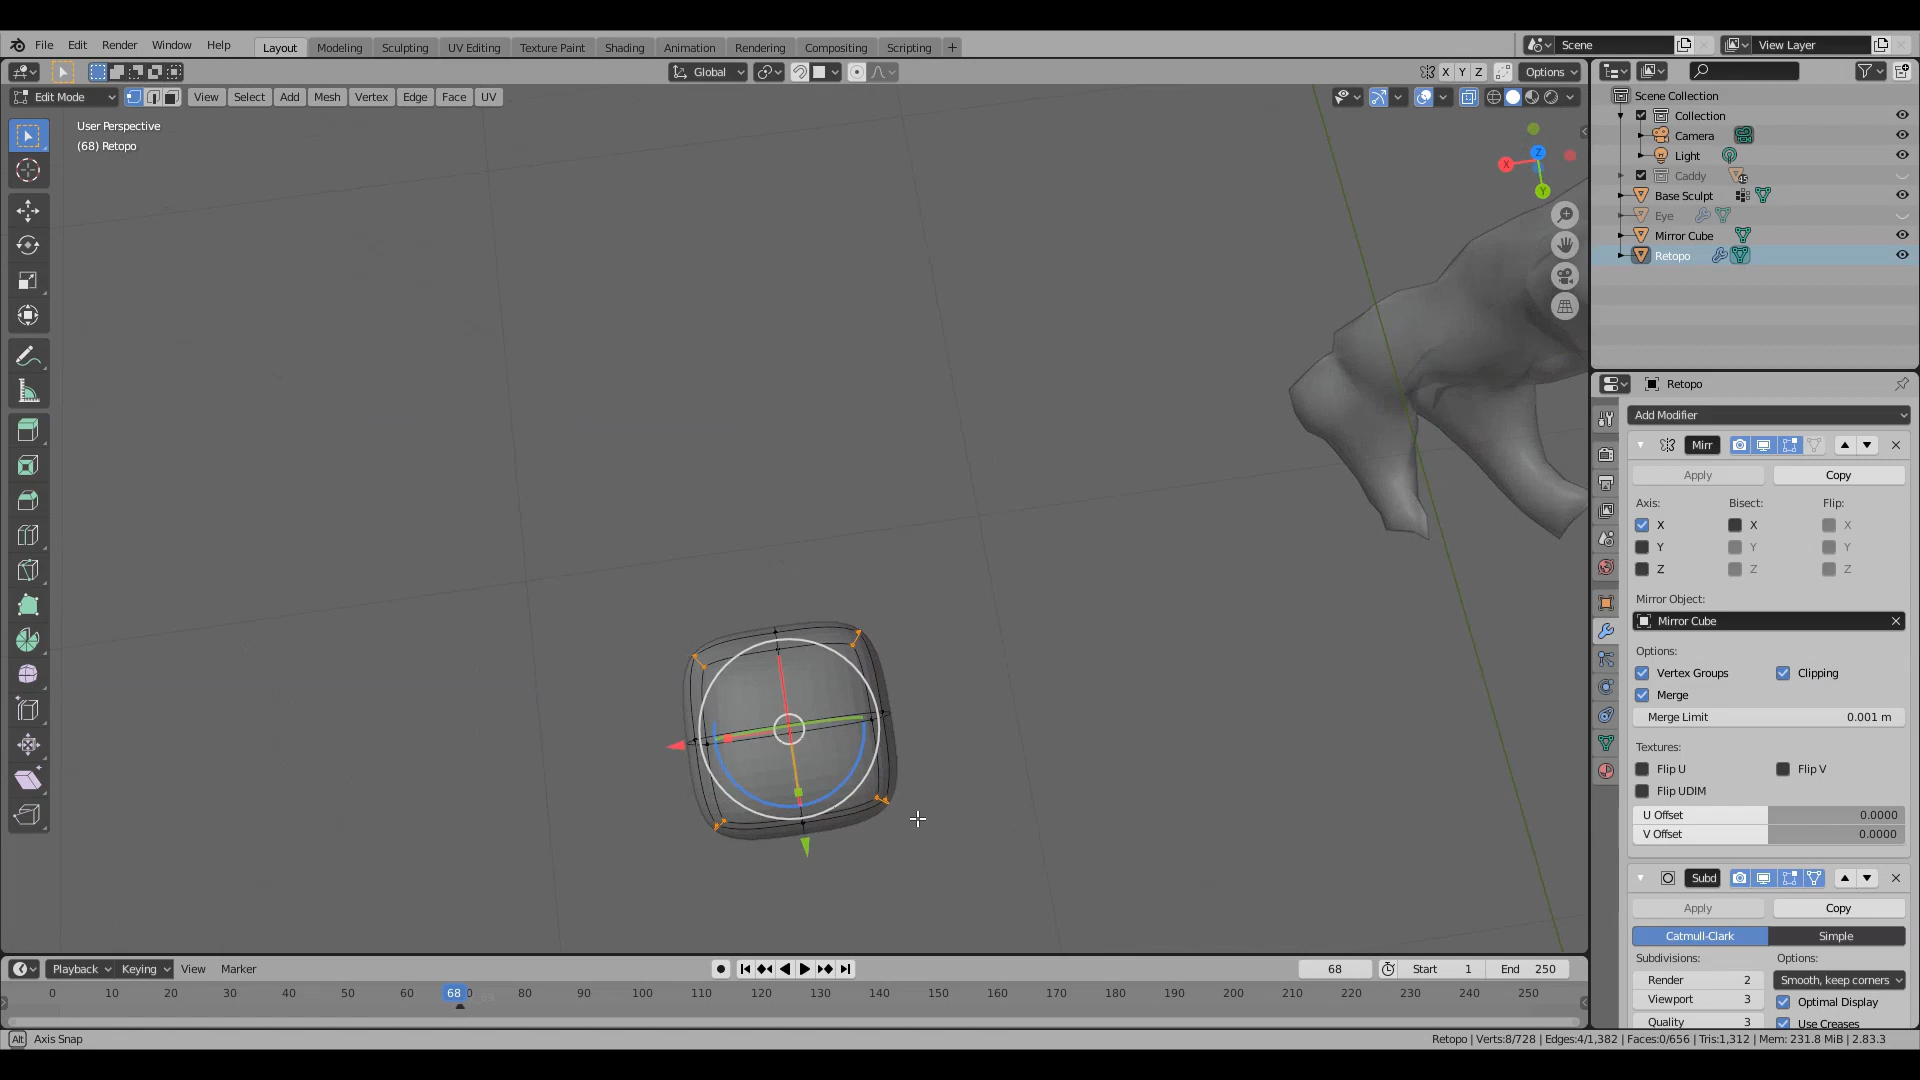 File Edit Render Window Help Layout Modeling Sculpting UV Editing Texture Paint Shading Animation Rendering Compositing Scripting + Scene View Layer
Global X Y Z Options
Edit Mode View Select Add Mesh Vertex Edge Face UV
User Perspective
(68) Retopo
X Z Y
Scene Collection
Collection
Camera
Light
Caddy
Base Sculpt
Eye
Mirror Cube
Retopo
Retopo
Add Modifier
Mirr
Apply Copy
Axis: Bisect: Flip:
X X X
Y Y Y
Z Z Z
Mirror Object:
Mirror Cube
Options:
Vertex Groups Clipping
Merge
Merge Limit 0.001 m
Textures:
Flip U Flip V
Flip UDIM
U Offset 0.0000
V Offset 0.0000
Subd
Apply Copy
Catmull-Clark Simple
Subdivisions: Options:
Render 2 Smooth, keep corners
Viewport 3 Optimal Display
Quality 3 Use Creases
Playback Keying View Marker 68 Start 1 End 250
0 10 20 30 40 50 60 68 80 90 100 110 120 130 140 150 160 170 180 190 200 210 220 230 240 250
Alt Axis Snap Retopo | Verts:8/728 | Edges:4/1,382 | Faces:0/656 | Tris:1,312 | Mem: 231.8 MiB | 2.83.3